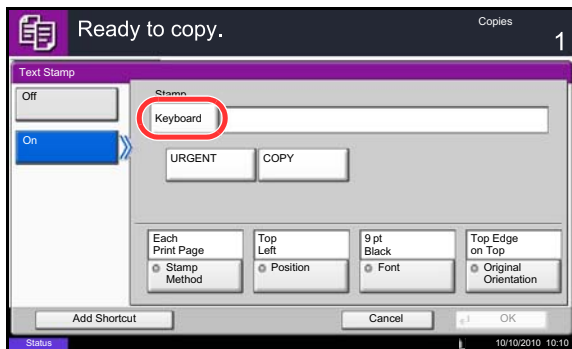 Ready to copy.
Copies
1
Text Stamp
Off
Stamp
Keyboard
On
URGENT
COPY
Each
Print Page
Top
Left
9 pt
Black
Top Edge
on Top
Stamp
Method
Position
Font
Original
Orientation
Add Shortcut
Cancel
OK
Status
10/10/2010 10:10